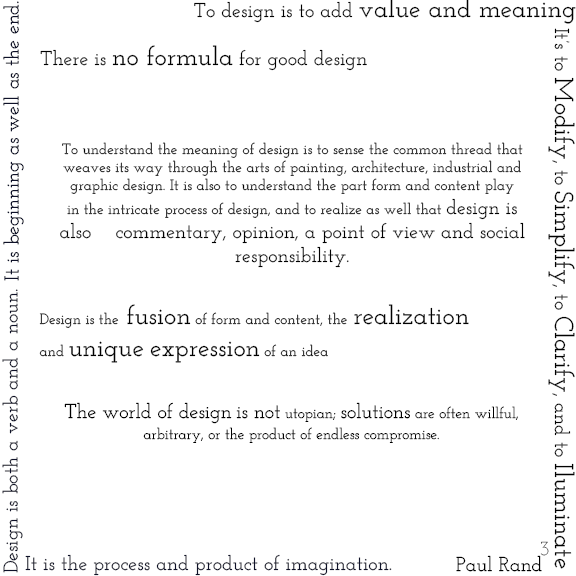 To design is to add value and meaning
It's to Modify, to Simplify, to Clarify, and to Iluminate
There is no formula for good design
To understand the meaning of design is to sense the common thread that
weaves its way through the arts of painting, architecture, industrial and
graphic design. It is also to understand the part form and content play
in the intricate process of design, and to realize as well that design is
also commentary, opinion, a point of view and social
responsibility.
Design is the fusion of form and content, the realization
and unique expression of an idea
The world of design is not utopian; solutions are often willful,
arbitrary, or the product of endless compromise.
Design is both a verb and a noun. It is beginning as well as the end.
It is the process and product of imagination.
Paul Rand
3